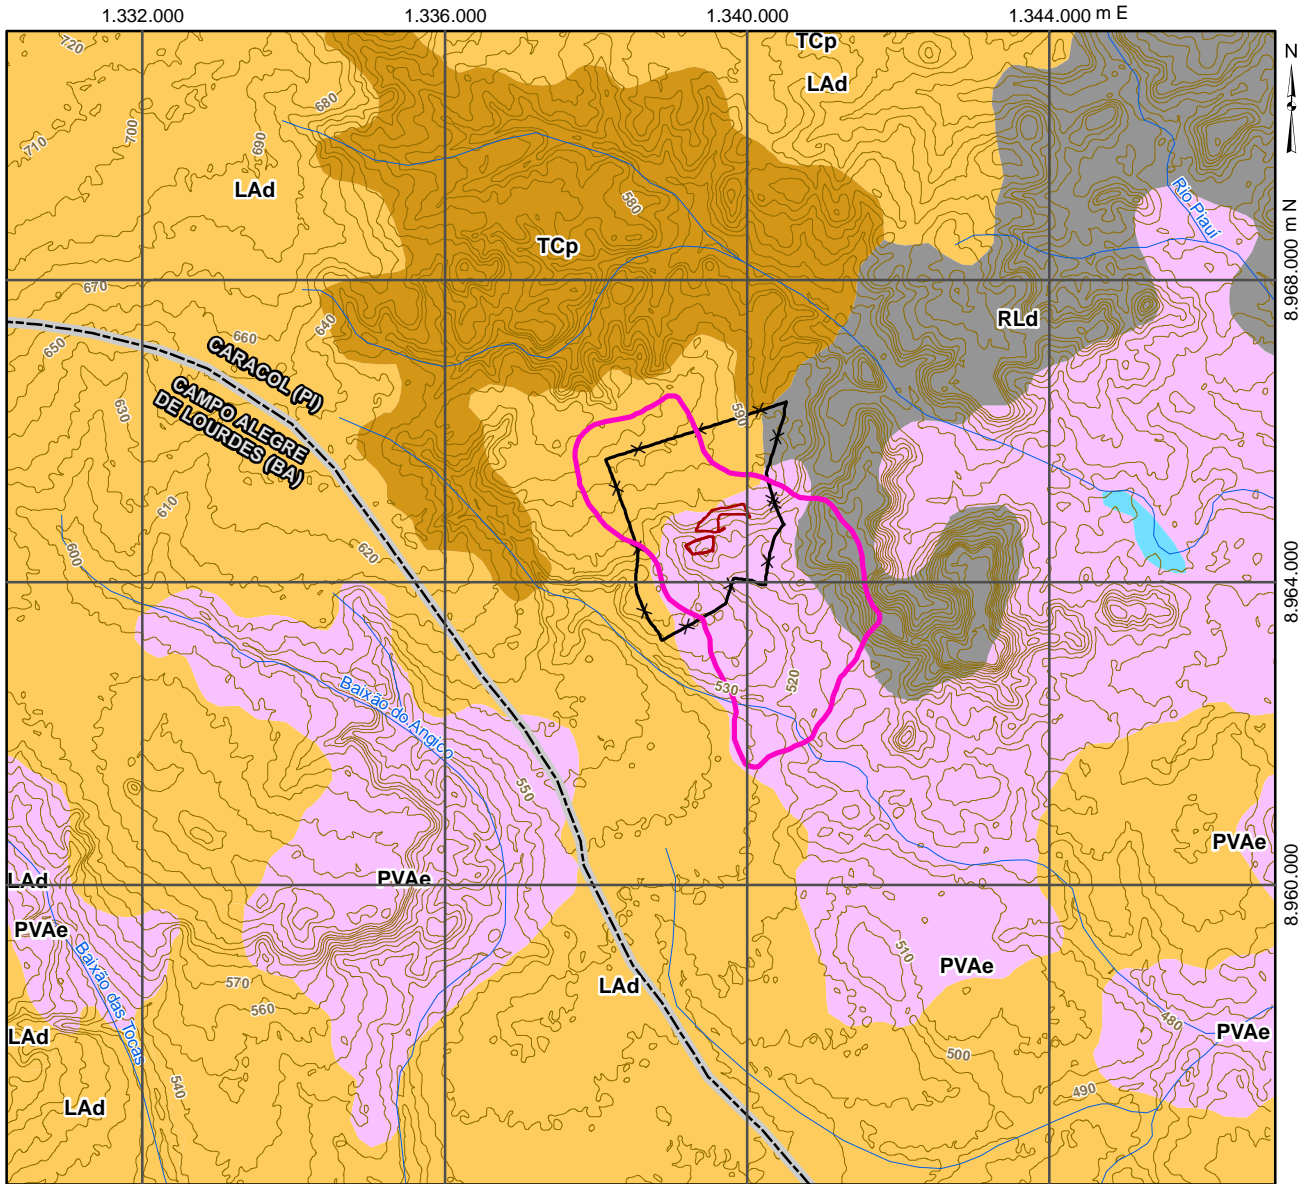 1.332.000 1.336.000 1.340.000 1.344.000 m E
N
TCp
LAd
720
680
700
690
710
LAd
580
TCp
Rio Piauí
8.968.000 m N
670
640
RLd
660
650
CARACOL (PI)
CAMPO ALEGRE
DE LOURDES (BA)
630
590
610
620
600
8.964.000
Baixão do Angico
530
520
550
PVAe
PVAe
LAd
8.960.000
PVAe
510
PVAe
Baixão das Tocas
570
LAd
560
480
PVAe
LAd
500
540
490
LAd